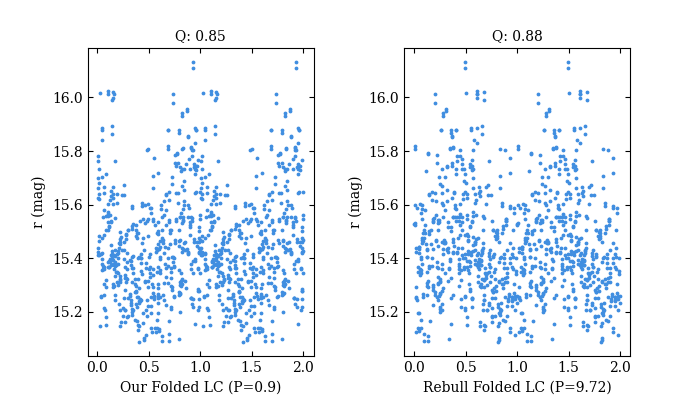 Q: 0.85
r (mag)
16.0
15.8
15.6
15.4
15.2
0.0 0.5 1.0 1.5 2.0
Our Folded LC (P=0.9)
Q: 0.88
r (mag)
16.0
15.8
15.6
15.4
15.2
0.0 0.5 1.0 1.5 2.0
Rebull Folded LC (P=9.72)